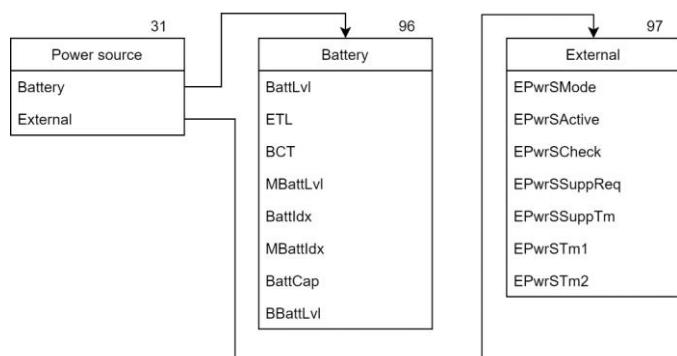 31
Power source
Battery
External
96
Battery
BattLvl
ETL
BCT
MBattLvl
BattIdx
MBattIdx
BattCap
BBattLvl
97
External
EPwrSMode
EPwrSActive
EPwrSCheck
EPwrSSuppReq
EPwrSSuppTm
EPwrSTm1
EPwrSTm2